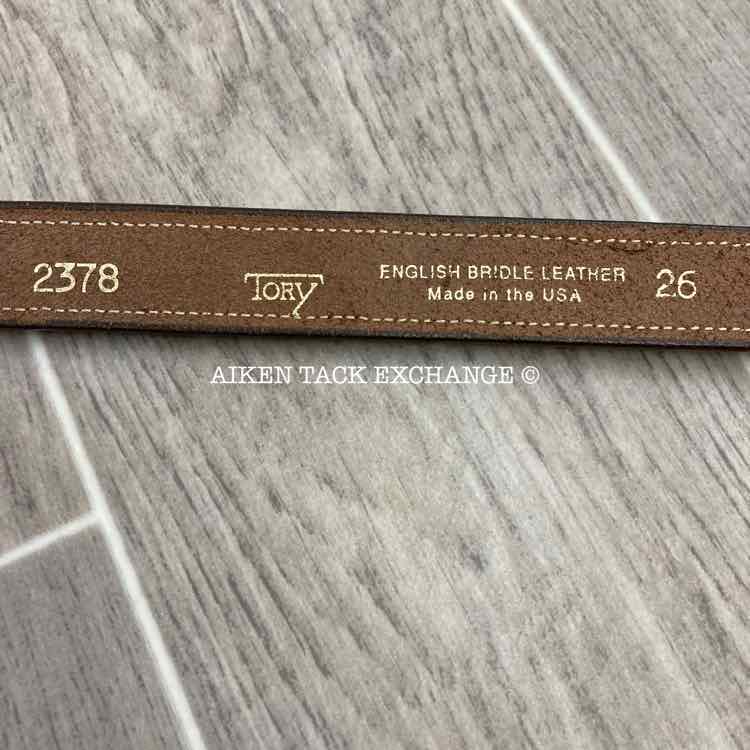 2378
TORY
ENGLISH BRIDLE LEATHER
Made in the USA
26
AIKEN TACK EXCHANGE ©